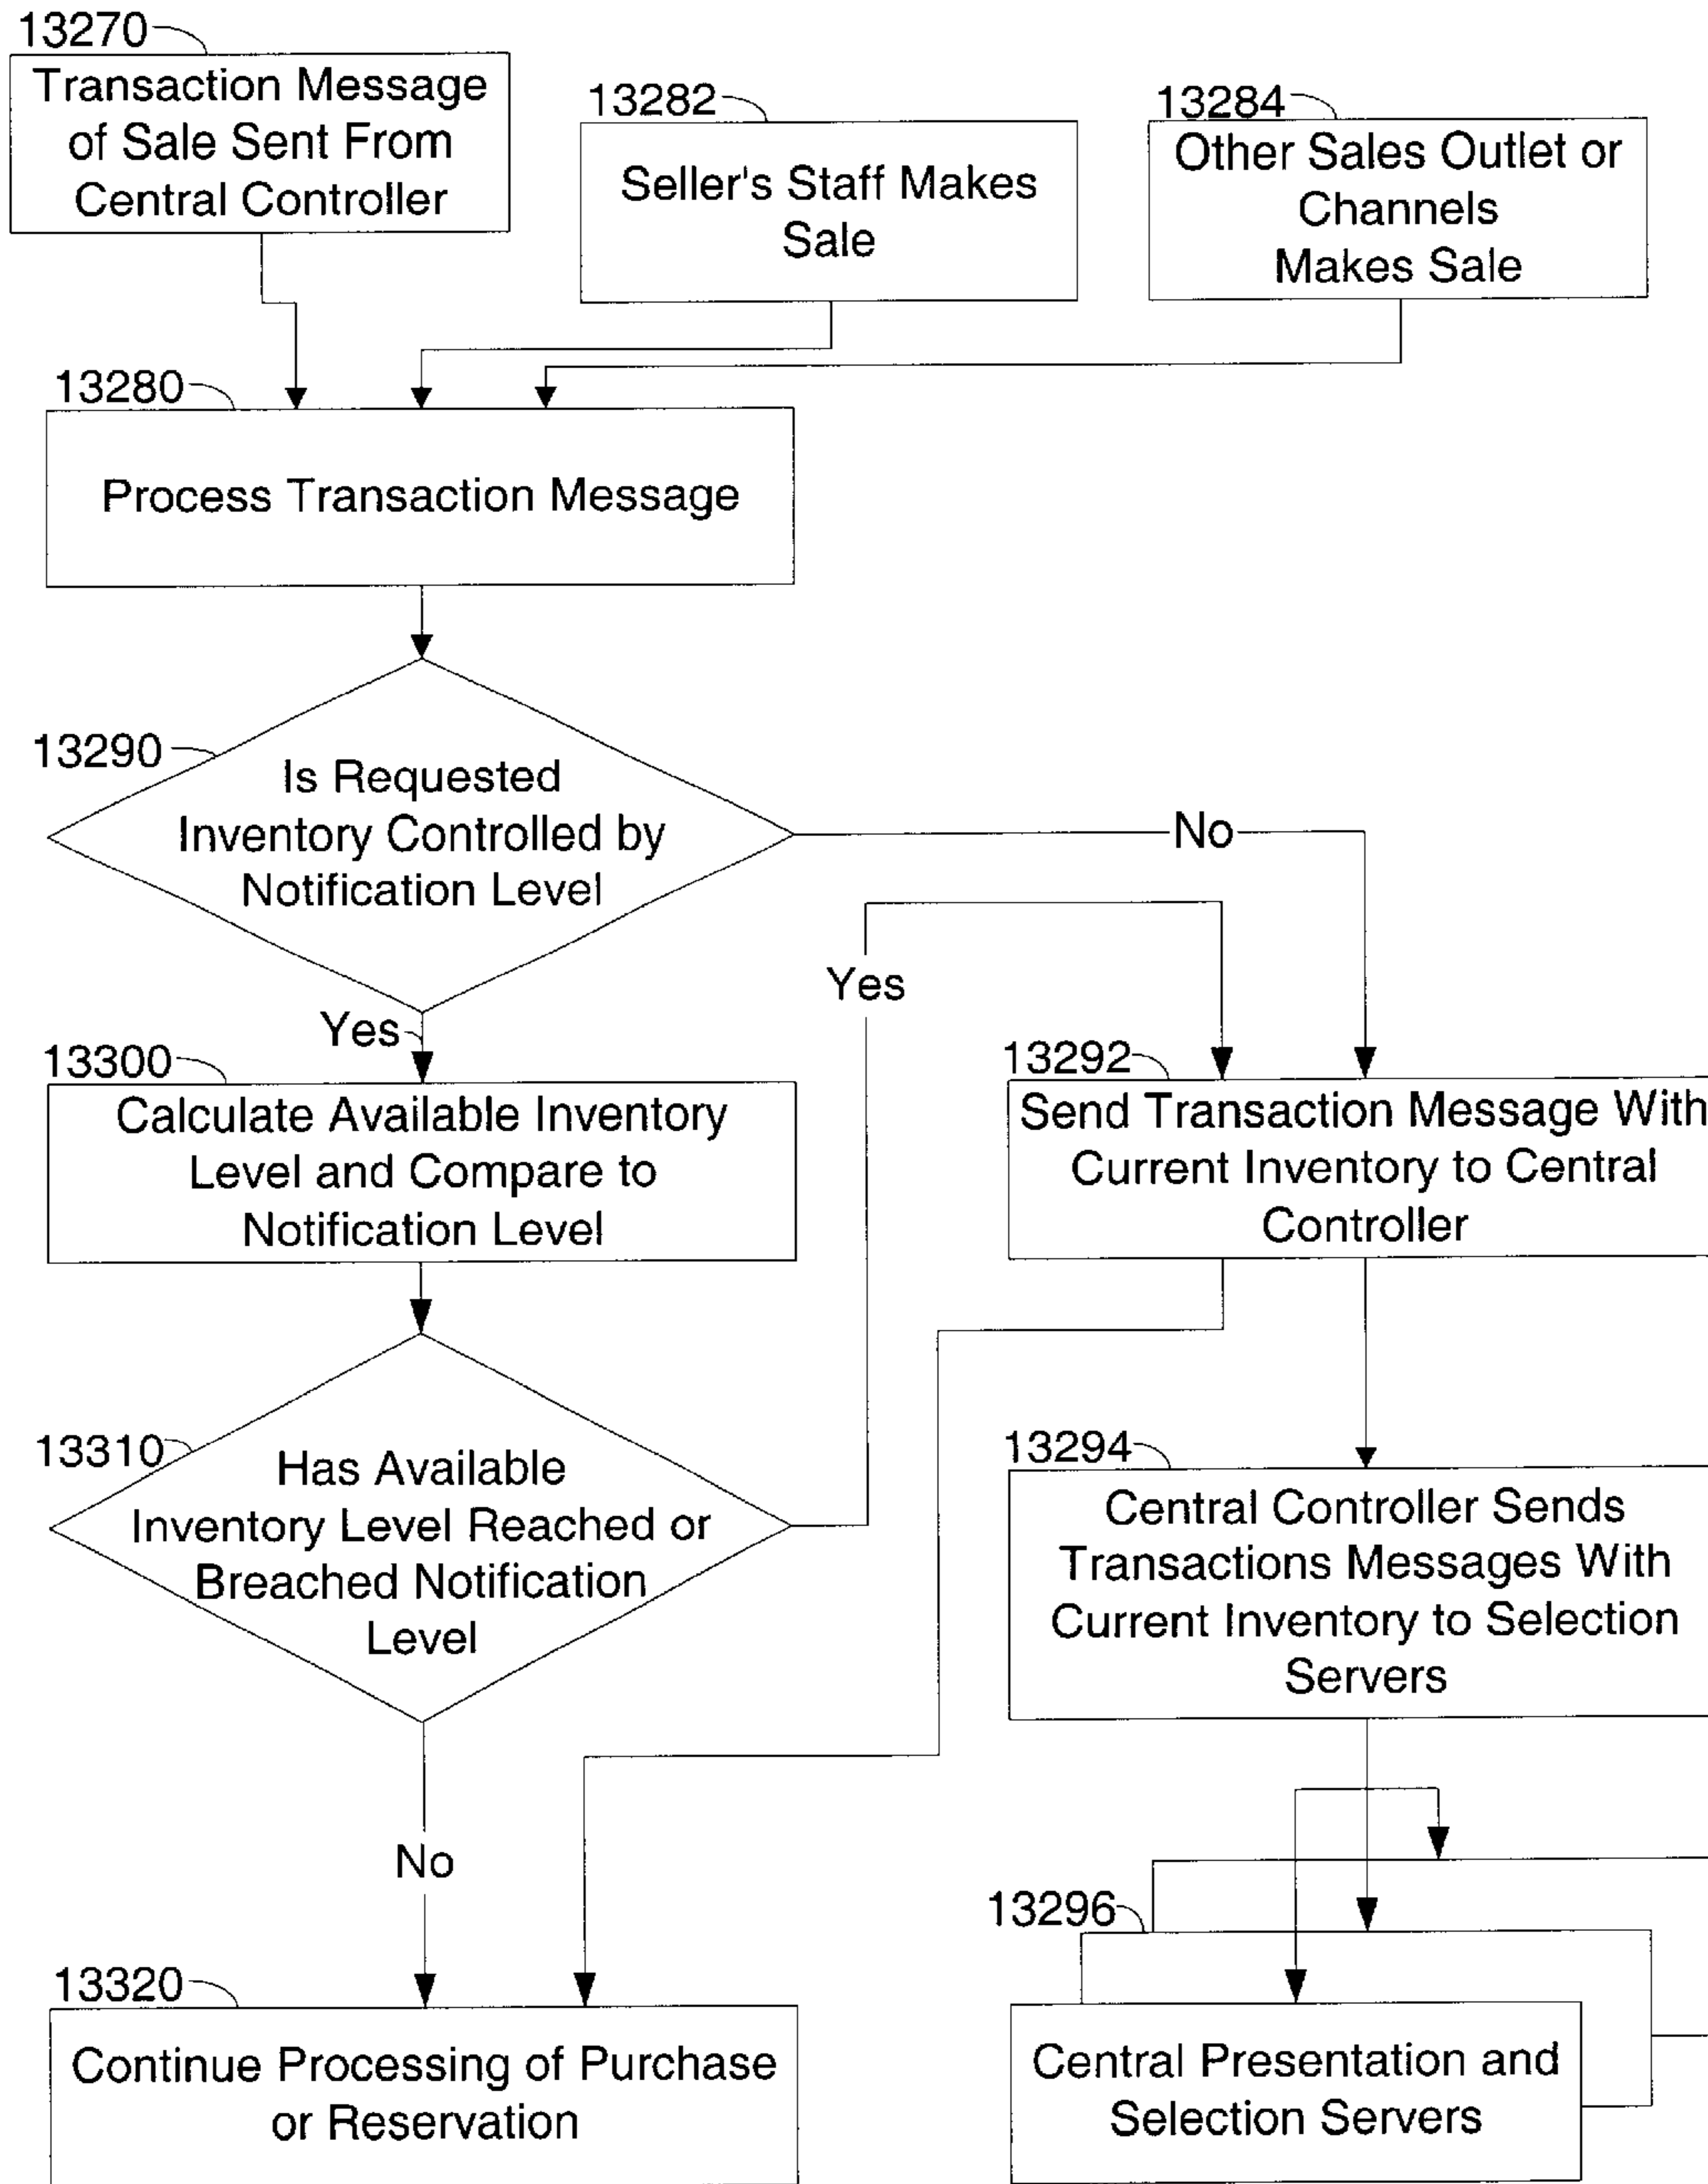 13270
Transaction Message
of Sale Sent From
Central Controller
13282
Seller's Staff Makes
Sale
13284
Other Sales Outlet or
Channels
Makes Sale
13280
Process Transaction Message
13290
Is Requested
Inventory Controlled by
Notification Level
No
Yes
Yes
13300
Calculate Available Inventory
Level and Compare to
Notification Level
13292
Send Transaction Message With
Current Inventory to Central
Controller
13310
Has Available
Inventory Level Reached or
Breached Notification
Level
13294
Central Controller Sends
Transactions Messages With
Current Inventory to Selection
Servers
No
13296
Central Presentation and
Selection Servers
13320
Continue Processing of Purchase
or Reservation